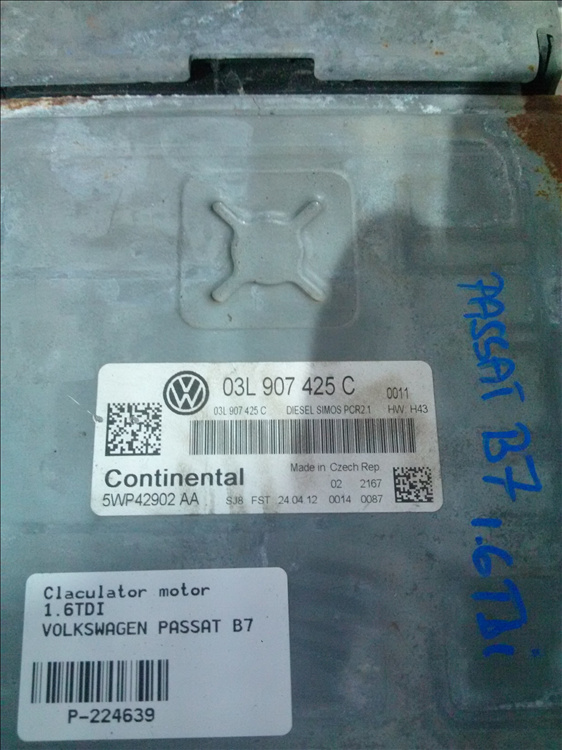 VW 03L 907 425 C 0011
03L 907 425 C DIESEL SIMOS PCR2.1 HW H43
Continental Made in Czech Rep
02 2167
5WP42902 AA SJ8 FST 24.04.12 0014 0087
PASSAT B7 1.6TDi
Claculator motor
1.6TDI
VOLKSWAGEN PASSAT B7
P-224639